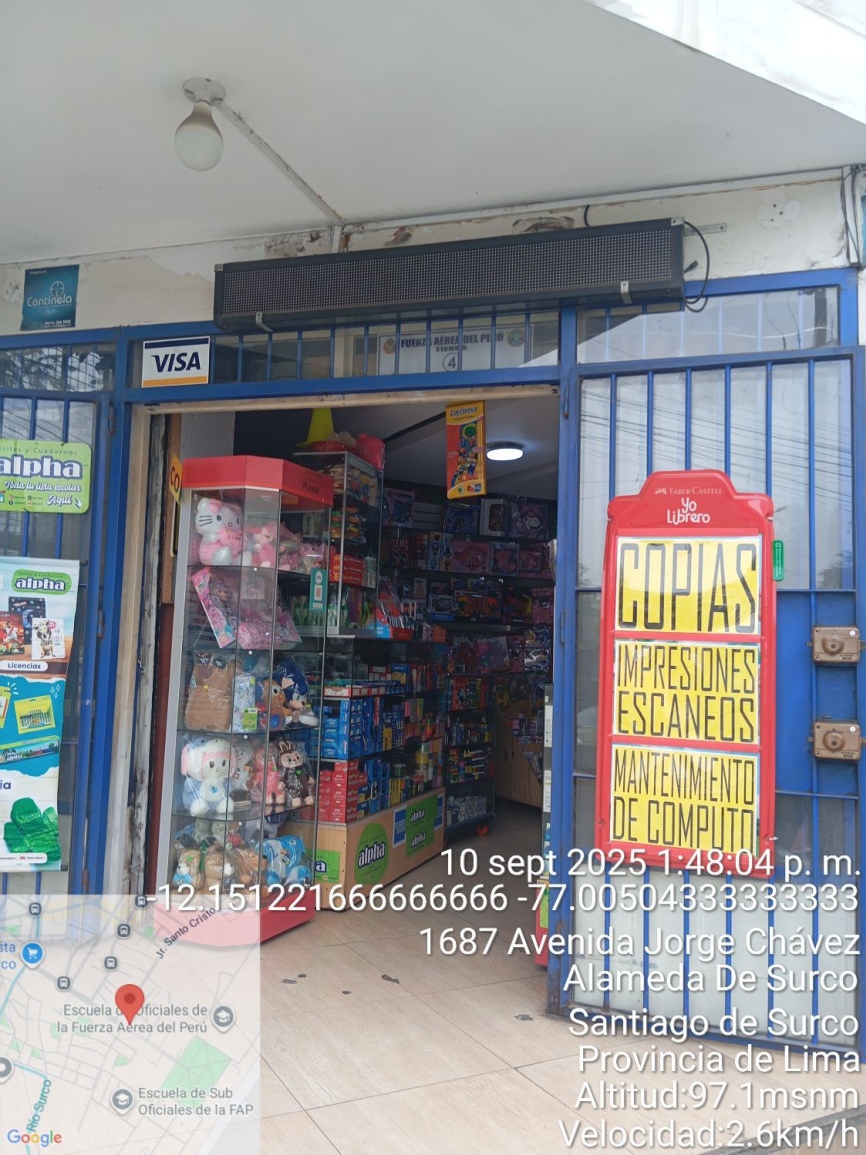 Centinela
VISA
FUERZA AÉREA DEL PERÚ
TIENDA
4
alpha
Toda la lista escolar
Aquí
alpha
Licencias
FABER-CASTELL
yo
Librero
COPIAS
IMPRESIONES
ESCANEOS
MANTENIMIENTO
DE COMPUTO
alpha
alpha
10 sept 2025 1:48:04 p. m.
-12.151221666666666 -77.00504333333333
1687 Avenida Jorge Chávez
Alameda De Surco
Santiago de Surco
Provincia de Lima
Altitud:97.1msnm
Velocidad:2.6km/h
Jr. Santo Cristo
Escuela de Oficiales de
la Fuerza Aérea del Perú
Escuela de Sub
Oficiales de la FAP
Río Surco
Google